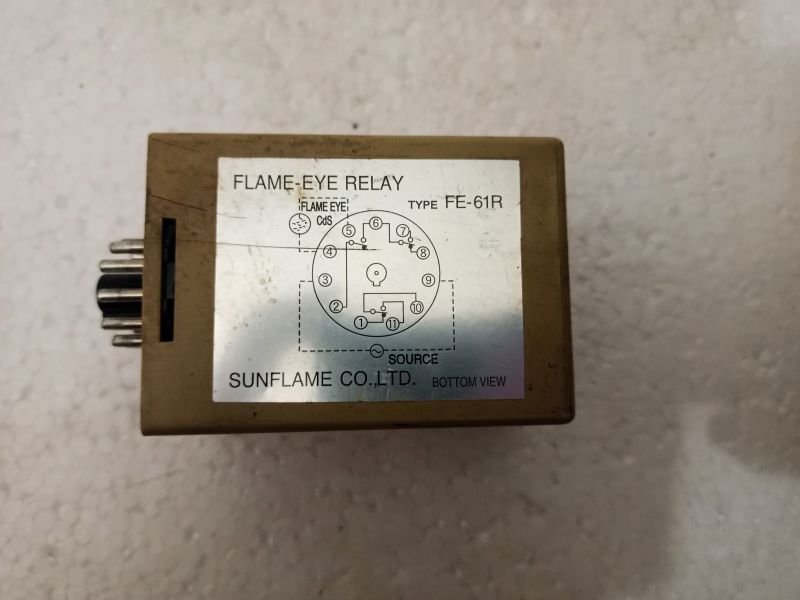 FLAME-EYE RELAY
TYPE FE-61R
FLAME EYE
CdS
5 6 7
4 8
3 9
2 10
1 11
SOURCE
SUNFLAME CO.,LTD. BOTTOM VIEW